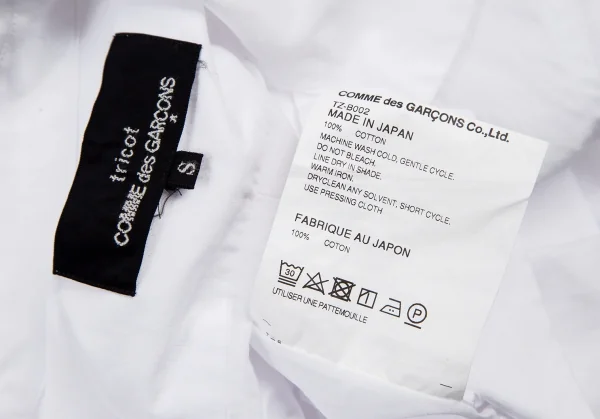 tricot
COMME des GARÇONS
S
COMME des GARÇONS Co.,Ltd.
TZ-B002
MADE IN JAPAN
100% COTTON
MACHINE WASH COLD, GENTLE CYCLE.
DO NOT BLEACH.
LINE DRY IN SHADE.
WARM IRON.
DRYCLEAN ANY SOLVENT, SHORT CYCLE.
USE PRESSING CLOTH
FABRIQUE AU JAPON
100% COTON
30 P
UTILISER UNE PATTEMOUILLE